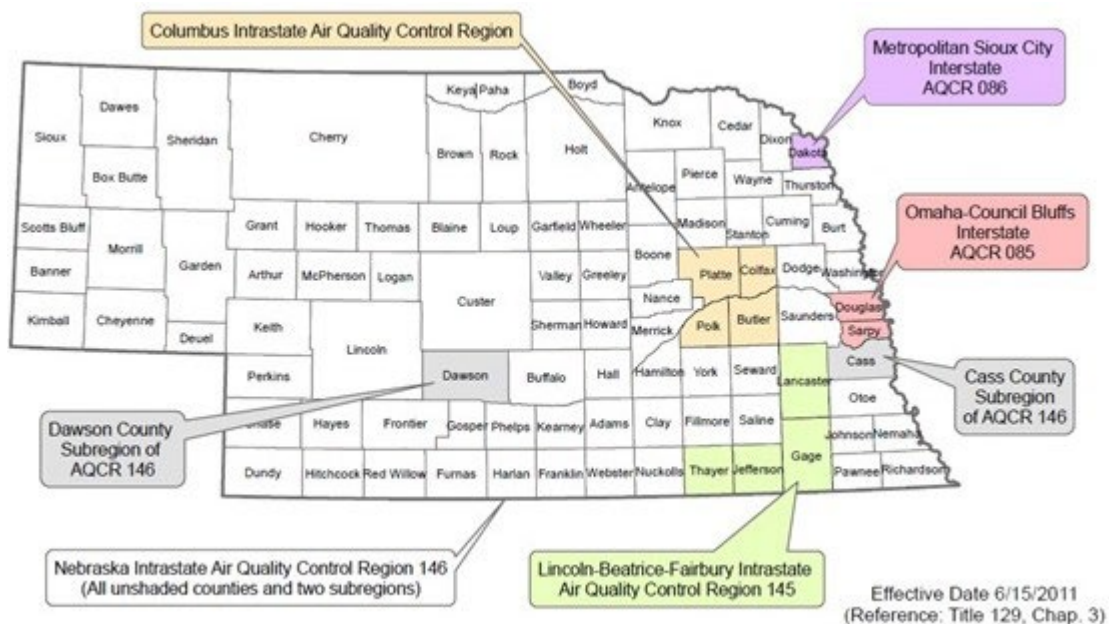 Columbus Intrastate Air Quality Control Region
Metropolitan Sioux City
Interstate
AQCR 086
Keya Paha
Boyd
Knox
Cedar
Dixon
Dakota
Sioux
Dawes
Sheridan
Cherry
Brown
Rock
Holt
Box Butte
Antelope
Pierce
Wayne
Thurston
Omaha-Council Bluffs
Interstate
AQCR 085
Scotts Bluff
Morrill
Garden
Grant
Hooker
Thomas
Blaine
Loup
Garfield
Wheeler
Madison
Stanton
Cuming
Burt
Boone
Banner
Arthur
McPherson
Logan
Custer
Valley
Greeley
Platte
Colfax
Dodge
Washington
Nance
Kimball
Cheyenne
Deuel
Keith
Lincoln
Sherman
Howard
Merrick
Polk
Butler
Saunders
Douglas
Sarpy
Perkins
Dawson
Buffalo
Hall
Hamilton
York
Seward
Lancaster
Cass
Otoe
Cass County
Subregion
of AQCR 146
Dawson County
Subregion of
AQCR 146
Hayes
Frontier
Gosper
Phelps
Kearney
Adams
Clay
Fillmore
Saline
Johnson
Nemaha
Dundy
Hitchcock
Red Willow
Furnas
Harlan
Franklin
Webster
Nuckolls
Thayer
Jefferson
Gage
Pawnee
Richardson
Nebraska Intrastate Air Quality Control Region 146
(All unshaded counties and two subregions)
Lincoln-Beatrice-Fairbury Intrastate
Air Quality Control Region 145
Effective Date 6/15/2011
(Reference: Title 129, Chap. 3)